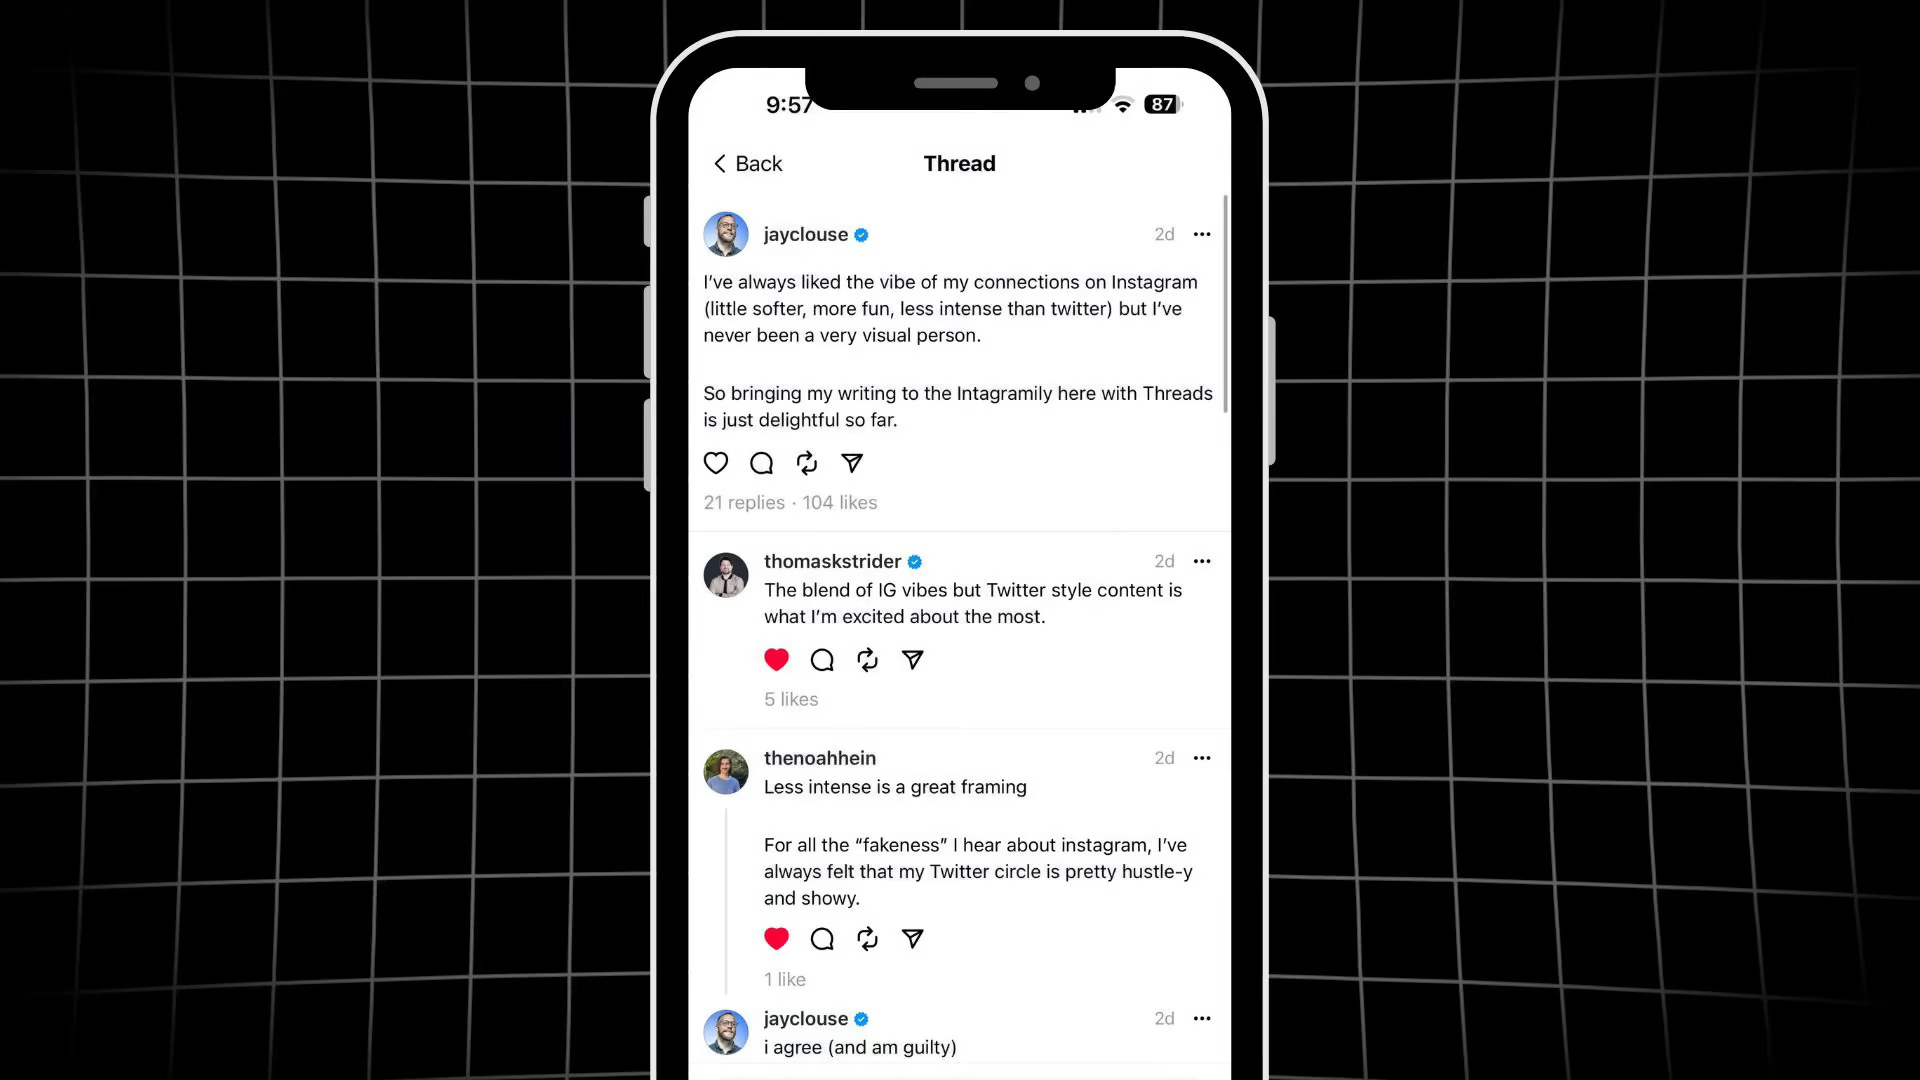 9:57
87
Back
Thread
jayclouse
2d
I’ve always liked the vibe of my connections on Instagram
(little softer, more fun, less intense than twitter) but I’ve
never been a very visual person.
So bringing my writing to the Intagramily here with Threads
is just delightful so far.
21 replies · 104 likes
thomaskstrider
2d
The blend of IG vibes but Twitter style content is
what I’m excited about the most.
5 likes
thenoahhein
2d
Less intense is a great framing
For all the “fakeness” I hear about instagram, I’ve
always felt that my Twitter circle is pretty hustle-y
and showy.
1 like
jayclouse
2d
i agree (and am guilty)